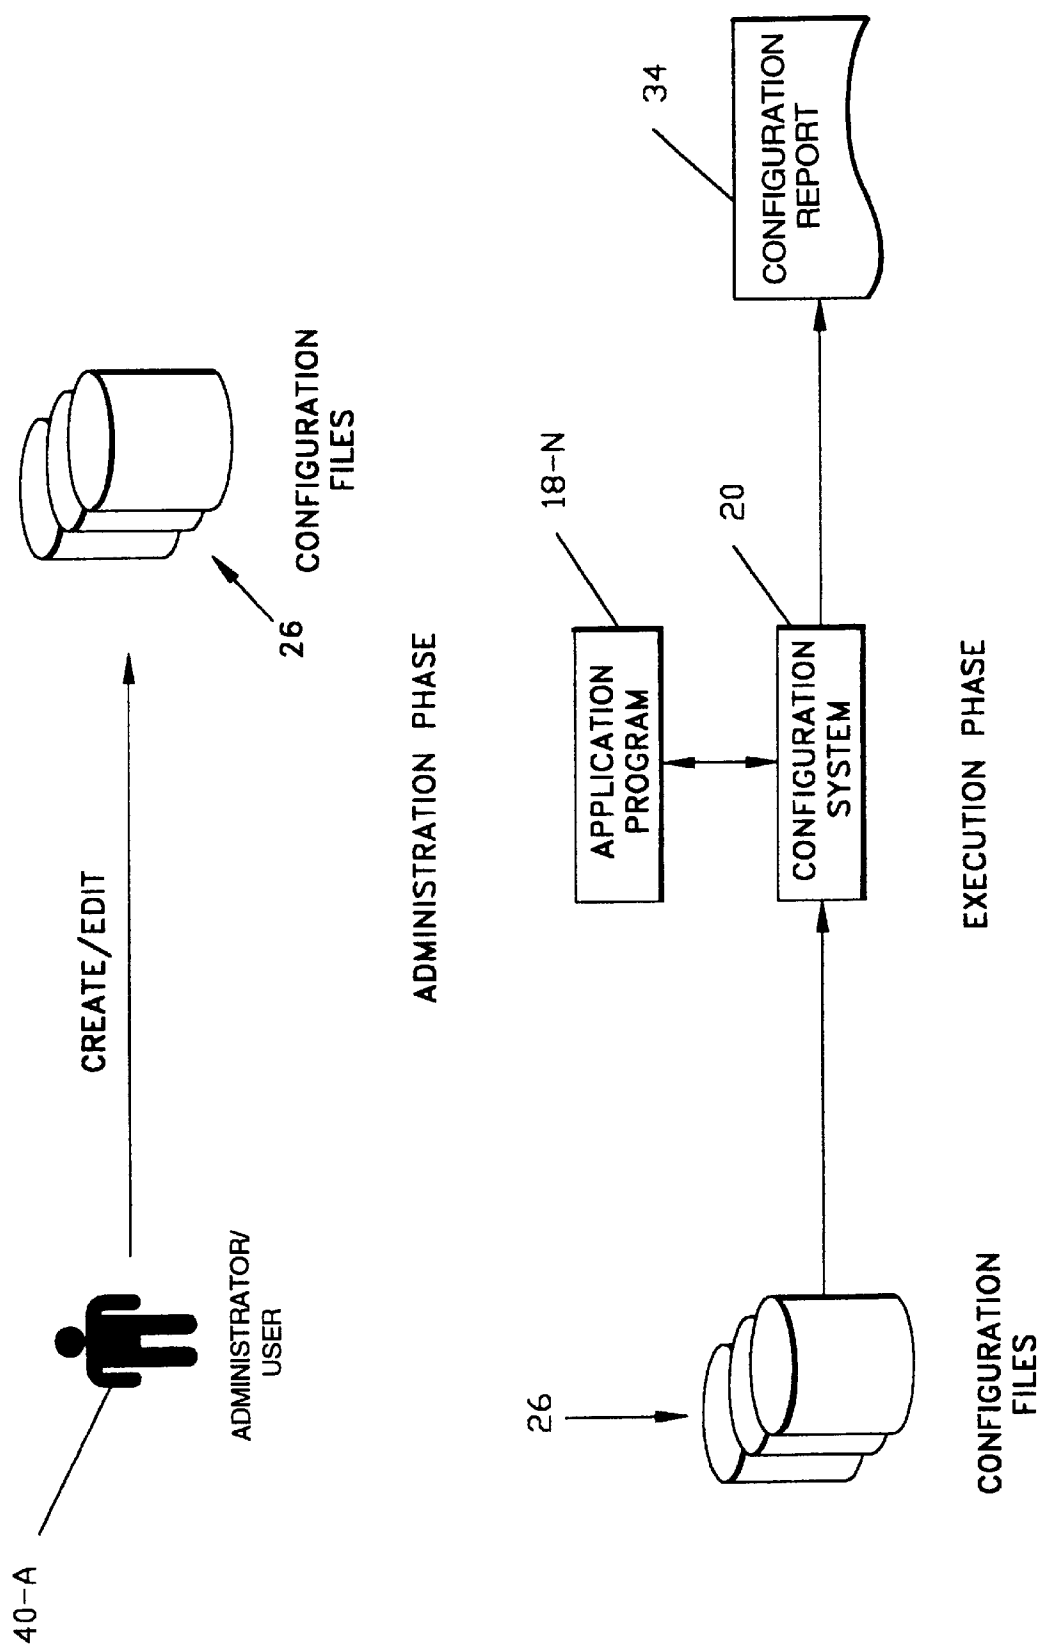 40-A
ADMINISTRATOR/
USER
CREATE/EDIT
26
CONFIGURATION
FILES
ADMINISTRATION PHASE
26
CONFIGURATION
FILES
APPLICATION
PROGRAM
18-N
CONFIGURATION
SYSTEM
20
CONFIGURATION
REPORT
34
EXECUTION PHASE